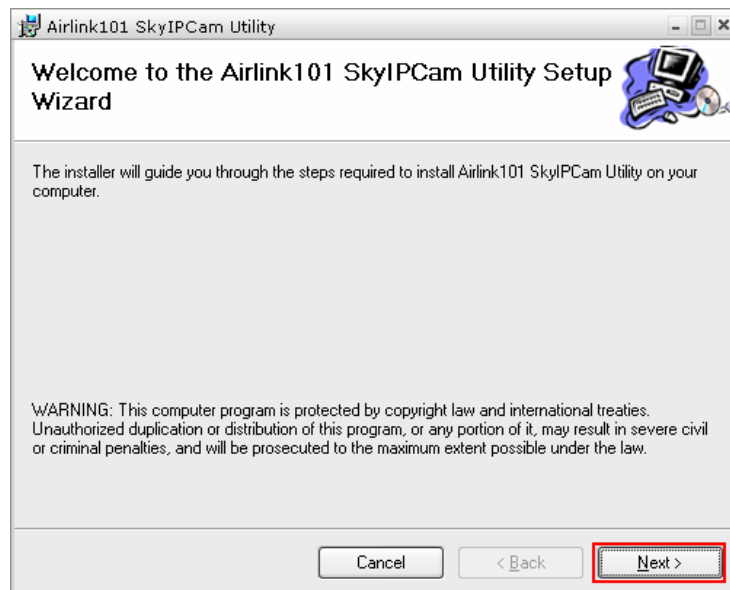 Airlink101 SkyIPCam Utility
Welcome to the Airlink101 SkyIPCam Utility Setup
Wizard
The installer will guide you through the steps required to install Airlink101 SkyIPCam Utility on your
computer.
WARNING: This computer program is protected by copyright law and international treaties.
Unauthorized duplication or distribution of this program, or any portion of it, may result in severe civil
or criminal penalties, and will be prosecuted to the maximum extent possible under the law.
Cancel
< Back
Next >